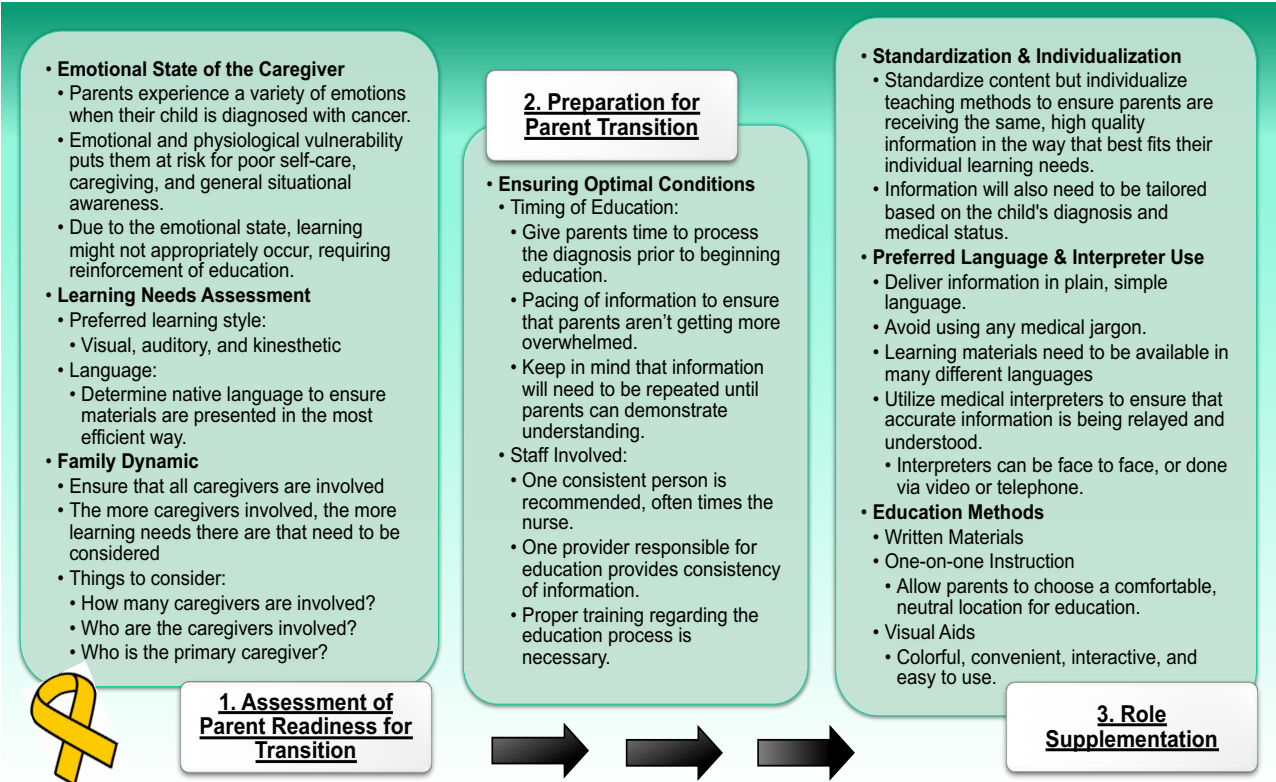 • Emotional State of the Caregiver
• Parents experience a variety of emotions
when their child is diagnosed with cancer.
• Emotional and physiological vulnerability
puts them at risk for poor self-care,
caregiving, and general situational
awareness.
• Due to the emotional state, learning
might not appropriately occur, requiring
reinforcement of education.
• Learning Needs Assessment
• Preferred learning style:
• Visual, auditory, and kinesthetic
• Language:
• Determine native language to ensure
materials are presented in the most
efficient way.
• Family Dynamic
• Ensure that all caregivers are involved
• The more caregivers involved, the more
learning needs there are that need to be
considered
• Things to consider:
• How many caregivers are involved?
• Who are the caregivers involved?
• Who is the primary caregiver?
1. Assessment of
Parent Readiness for
Transition
2. Preparation for
Parent Transition
• Ensuring Optimal Conditions
• Timing of Education:
• Give parents time to process
the diagnosis prior to beginning
education.
• Pacing of information to ensure
that parents aren’t getting more
overwhelmed.
• Keep in mind that information
will need to be repeated until
parents can demonstrate
understanding.
• Staff Involved:
• One consistent person is
recommended, often times the
nurse.
• One provider responsible for
education provides consistency
of information.
• Proper training regarding the
education process is
necessary.
• Standardization & Individualization
• Standardize content but individualize
teaching methods to ensure parents are
receiving the same, high quality
information in the way that best fits their
individual learning needs.
• Information will also need to be tailored
based on the child's diagnosis and
medical status.
• Preferred Language & Interpreter Use
• Deliver information in plain, simple
language.
• Avoid using any medical jargon.
• Learning materials need to be available in
many different languages
• Utilize medical interpreters to ensure that
accurate information is being relayed and
understood.
• Interpreters can be face to face, or done
via video or telephone.
• Education Methods
• Written Materials
• One-on-one Instruction
• Allow parents to choose a comfortable,
neutral location for education.
• Visual Aids
• Colorful, convenient, interactive, and
easy to use.
3. Role
Supplementation